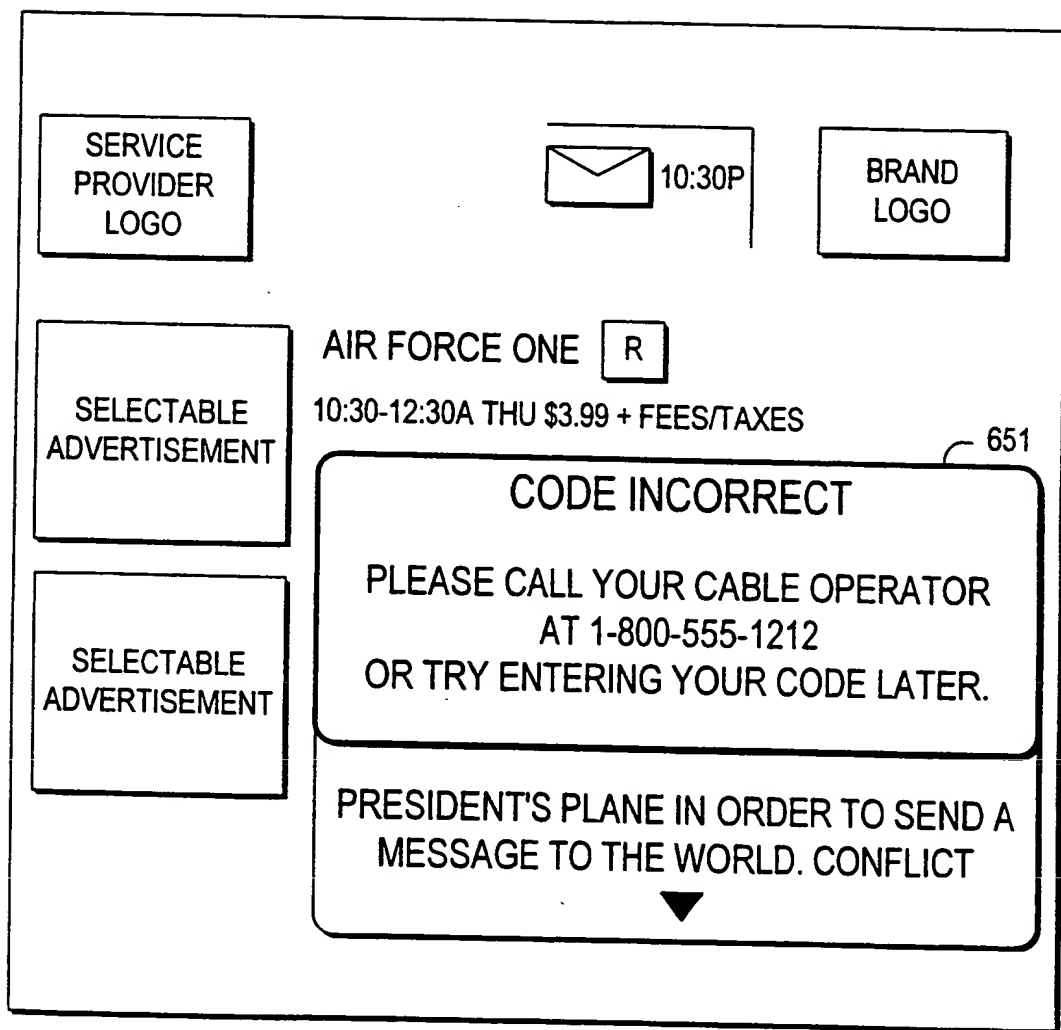 SERVICE
PROVIDER
LOGO
10:30P
BRAND
LOGO
SELECTABLE
ADVERTISEMENT
AIR FORCE ONE R
10:30-12:30A THU $3.99 + FEES/TAXES
651
CODE INCORRECT
PLEASE CALL YOUR CABLE OPERATOR
AT 1-800-555-1212
OR TRY ENTERING YOUR CODE LATER.
SELECTABLE
ADVERTISEMENT
PRESIDENT'S PLANE IN ORDER TO SEND A
MESSAGE TO THE WORLD. CONFLICT